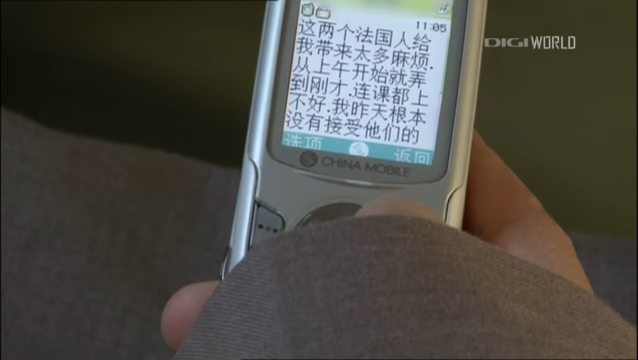 11:05
DIGI WORLD
这两个法国人给
我带来太多麻烦.
从上午开始就弄
到刚才.连课都上
不好.我昨天根本
没有接受他们的
选项 返回
CHINA MOBILE